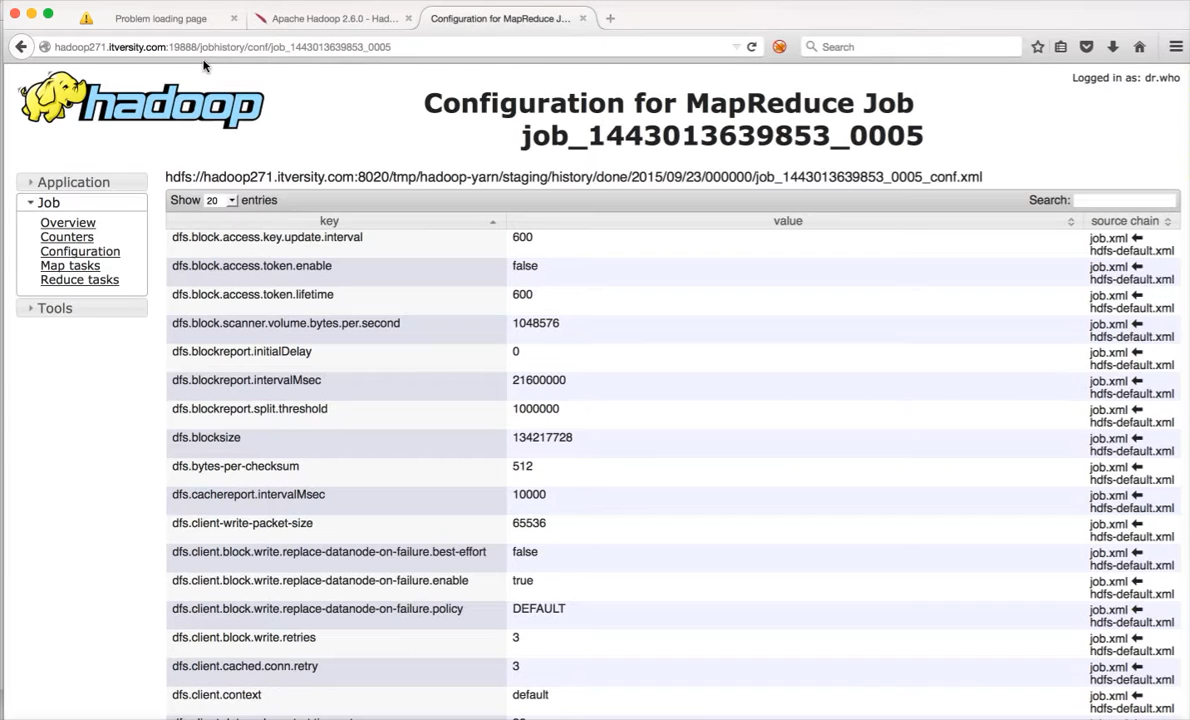 Problem loading page
Apache Hadoop 2.6.0 - Had...
Configuration for MapReduce J...
hadoop271.itversity.com:19888/jobhistory/conf/job_1443013639853_0005
Search
Logged in as: dr.who
hadoop
Configuration for MapReduce Job
job_1443013639853_0005
Application
Job
Overview
Counters
Configuration
Map tasks
Reduce tasks
Tools
hdfs://hadoop271.itversity.com:8020/tmp/hadoop-yarn/staging/history/done/2015/09/23/000000/job_1443013639853_0005_conf.xml
Show 20 entries Search:
key value source chain
dfs.block.access.key.update.interval 600 job.xml
hdfs-default.xml
dfs.block.access.token.enable false job.xml
hdfs-default.xml
dfs.block.access.token.lifetime 600 job.xml
hdfs-default.xml
dfs.block.scanner.volume.bytes.per.second 1048576 job.xml
hdfs-default.xml
dfs.blockreport.initialDelay 0 job.xml
hdfs-default.xml
dfs.blockreport.intervalMsec 21600000 job.xml
hdfs-default.xml
dfs.blockreport.split.threshold 1000000 job.xml
hdfs-default.xml
dfs.blocksize 134217728 job.xml
hdfs-default.xml
dfs.bytes-per-checksum 512 job.xml
hdfs-default.xml
dfs.cachereport.intervalMsec 10000 job.xml
hdfs-default.xml
dfs.client-write-packet-size 65536 job.xml
hdfs-default.xml
dfs.client.block.write.replace-datanode-on-failure.best-effort false job.xml
hdfs-default.xml
dfs.client.block.write.replace-datanode-on-failure.enable true job.xml
hdfs-default.xml
dfs.client.block.write.replace-datanode-on-failure.policy DEFAULT job.xml
hdfs-default.xml
dfs.client.block.write.retries 3 job.xml
hdfs-default.xml
dfs.client.cached.conn.retry 3 job.xml
hdfs-default.xml
dfs.client.context default job.xml
hdfs-default.xml